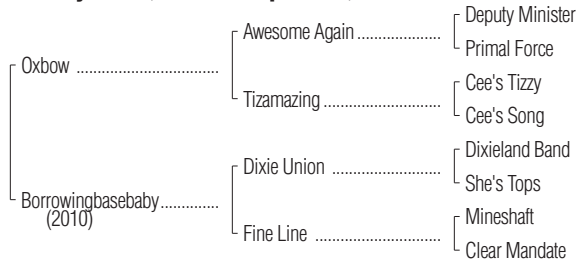 Deputy Minister
Awesome Again
Primal Force
Oxbow
Cee's Tizzy
Tizamazing
Cee's Song
Dixieland Band
Dixie Union
She's Tops
Borrowingbasebaby
(2010)
Mineshaft
Fine Line
Clear Mandate